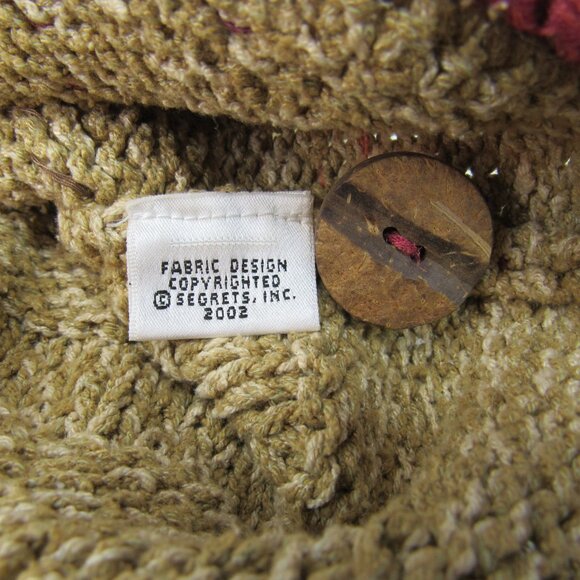 FABRIC DESIGN
COPYRIGHTED
© SEGRETS, INC.
2002